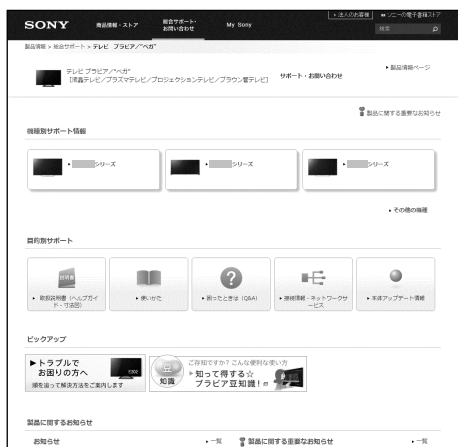 ▸ 法人のお客様 ソニーの電子書籍ストア
SONY 商品情報・ストア 総合サポート・お問い合わせ My Sony 検索
製品情報 > 総合サポート > テレビ ブラビア/"ベガ"
テレビ ブラビア/"ベガ"
[液晶テレビ/プラズマテレビ/プロジェクションテレビ/ブラウン管テレビ]
サポート・お問い合わせ
▸ 製品情報ページ
製品に関する重要なお知らせ
機種別サポート情報
▸ シリーズ ▸ シリーズ ▸ シリーズ
▸ その他の機種
目的別サポート
説明書
▸ 取扱説明書(ヘルプガイド・寸法図)
▸ 使いかた
?
▸ 困ったときは(Q&A)
▸ 接続情報・ネットワークサービス
▸ 本体アップデート情報
ピックアップ
▶トラブルで
お困りの方へ
順を追って解決方法をご案内します
豆
知識
ご存知ですか?こんな便利な使い方
▸ 知って得する☆
ブラビア豆知識!
製品に関するお知らせ
お知らせ ▸ 一覧 製品に関する重要なお知らせ ▸ 一覧